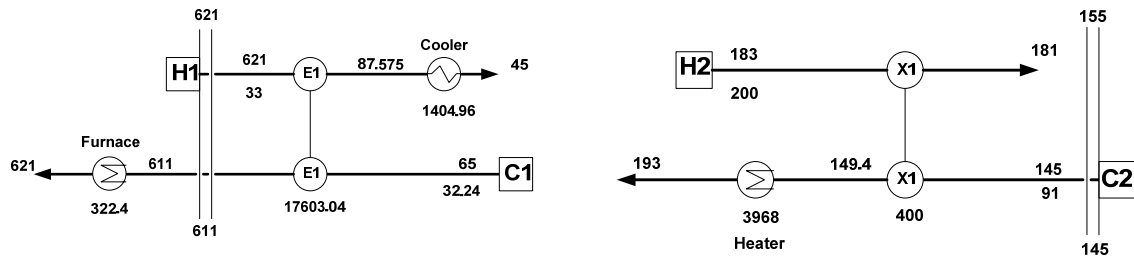 621
H1
621
33
E1
87.575
Cooler
45
1404.96
Furnace
621
611
322.4
E1
65
32.24
C1
17603.04
611
155
H2
183
200
X1
181
193
149.4
X1
145
91
C2
3968
Heater
400
145